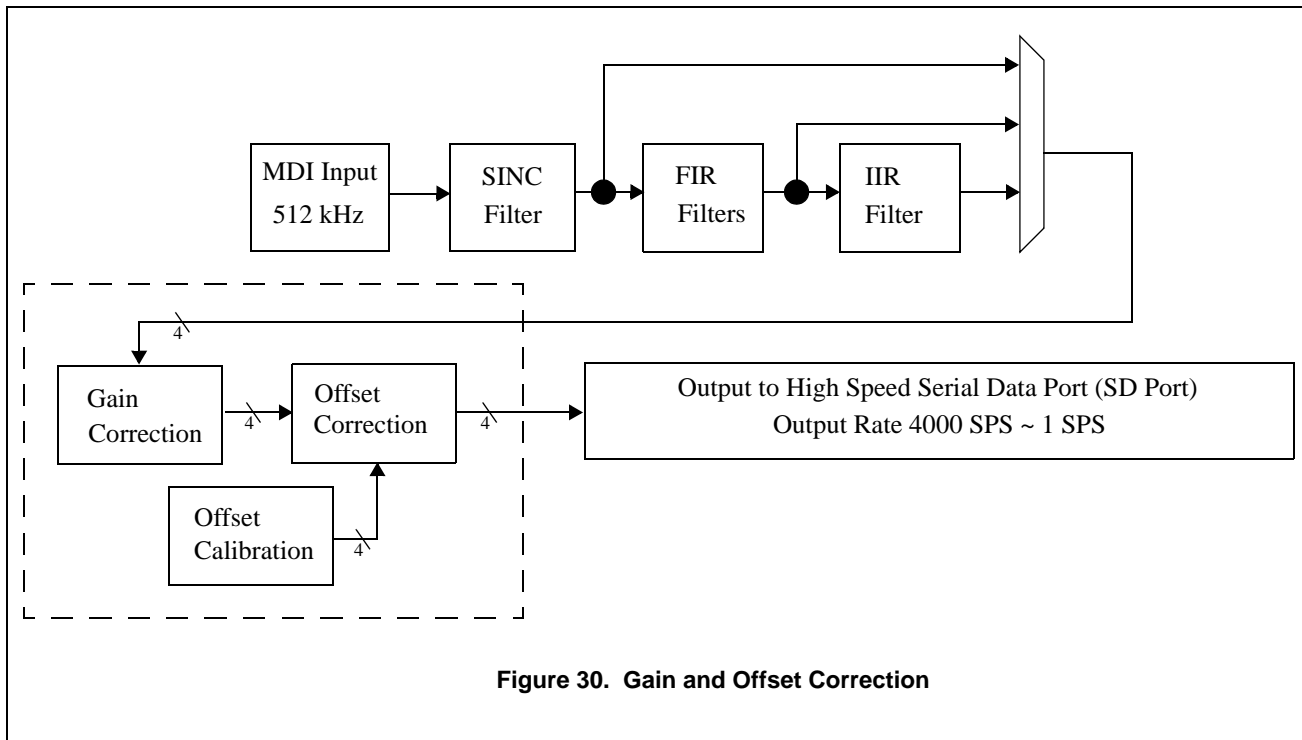 MDI Input
512 kHz
SINC
Filter
FIR
Filters
IIR
Filter
4
Gain
Correction
4
Offset
Correction
4
Output to High Speed Serial Data Port (SD Port)
Output Rate 4000 SPS ~ 1 SPS
Offset
Calibration
4
Figure 30. Gain and Offset Correction